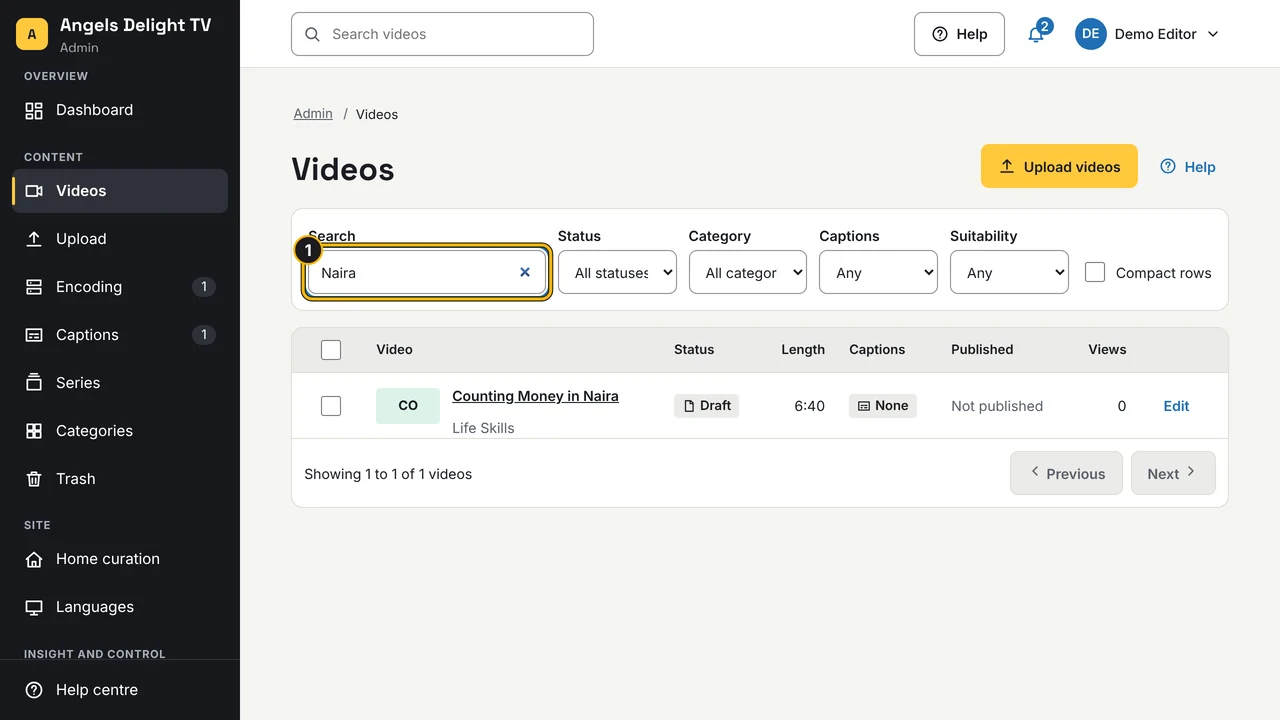 A
Angels Delight TV
Admin
OVERVIEW
Dashboard
CONTENT
Videos
Upload
Encoding 1
Captions 1
Series
Categories
Trash
SITE
Home curation
Languages
INSIGHT AND CONTROL
Help centre
Search videos
Help
2
DE
Demo Editor
Admin / Videos
Videos
Upload videos
Help
Search
1
Naira
Status
All statuses
Category
All categor
Captions
Any
Suitability
Any
Compact rows
Video Status Length Captions Published Views
CO
Counting Money in Naira
Life Skills
Draft
6:40
None
Not published
0
Edit
Showing 1 to 1 of 1 videos
Previous
Next